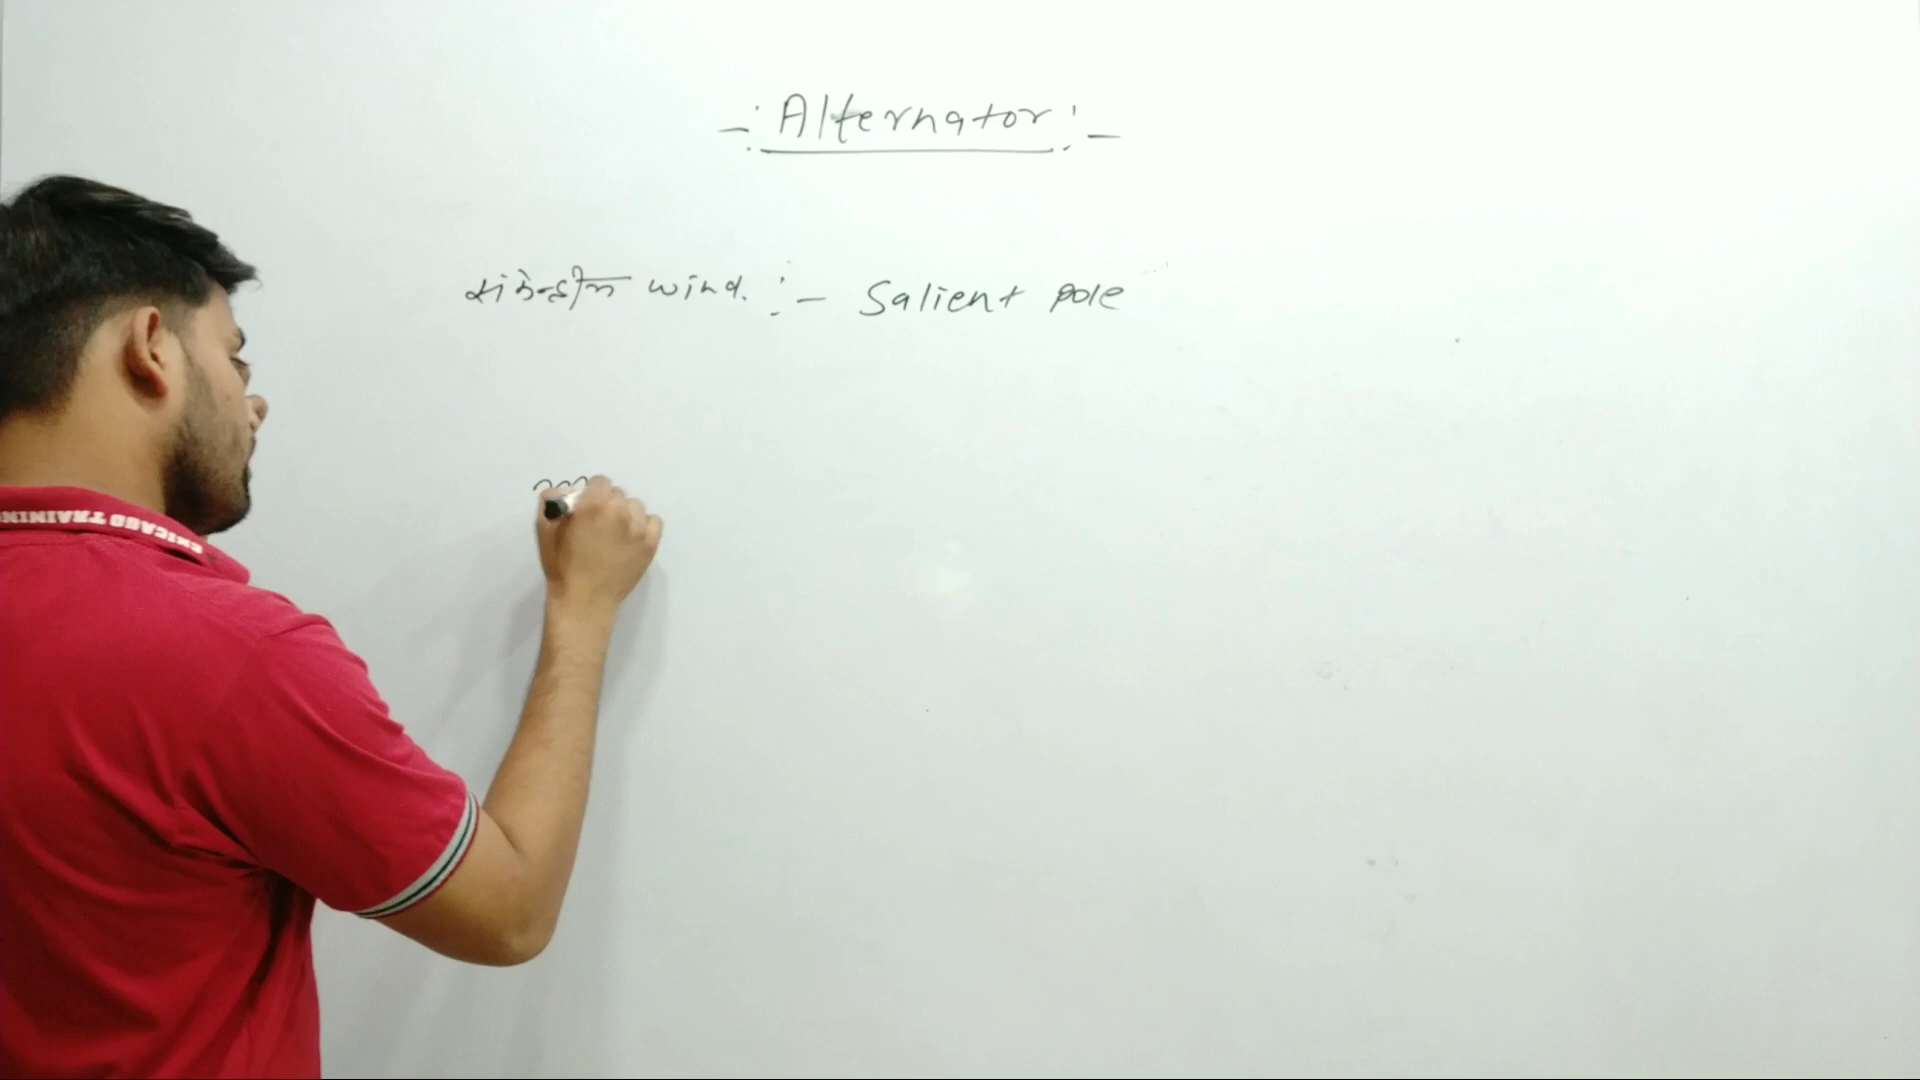 -: Alternator :-
wind. :- Salient pole